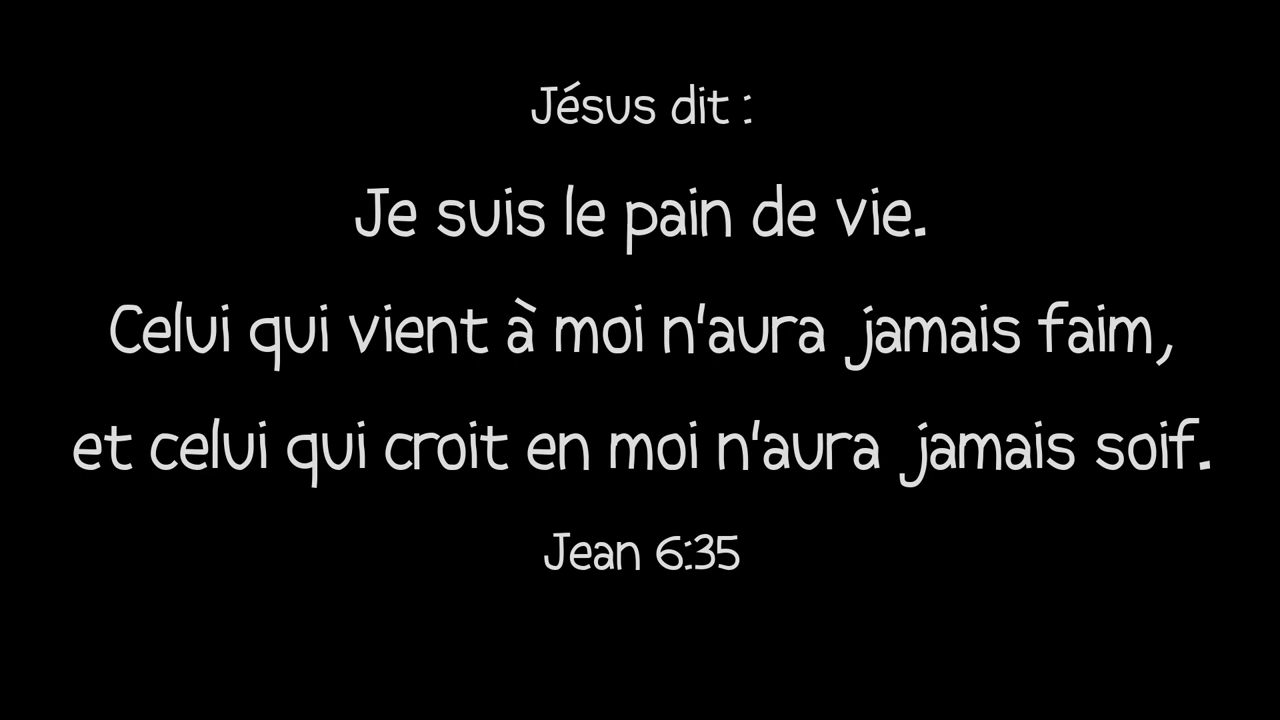 Jésus dit :
Je suis le pain de vie.
Celui qui vient à moi n'aura jamais faim,
et celui qui croit en moi n'aura jamais soif.
Jean 6:35